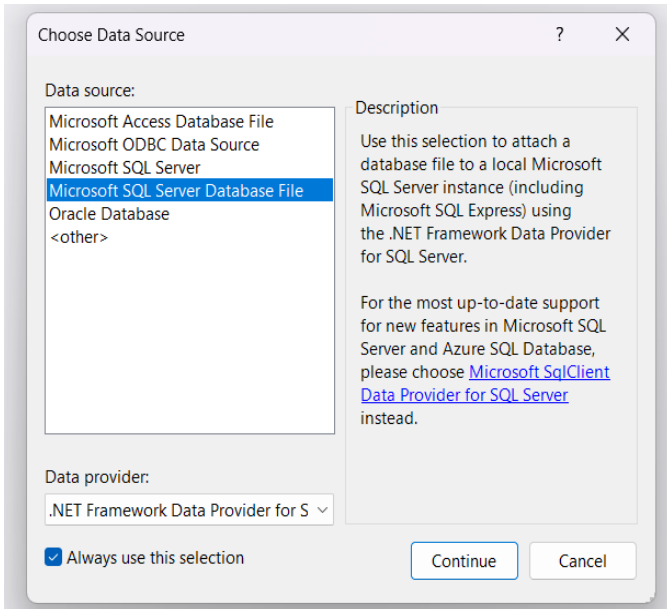 Choose Data Source
?
Data source:
Microsoft Access Database File
Microsoft ODBC Data Source
Microsoft SQL Server
Microsoft SQL Server Database File
Oracle Database
<other>
Description
Use this selection to attach a
database file to a local Microsoft
SQL Server instance (including
Microsoft SQL Express) using
the .NET Framework Data Provider
for SQL Server.
For the most up-to-date support
for new features in Microsoft SQL
Server and Azure SQL Database,
please choose Microsoft SqlClient
Data Provider for SQL Server
instead.
Data provider:
.NET Framework Data Provider for S
Always use this selection
Continue
Cancel